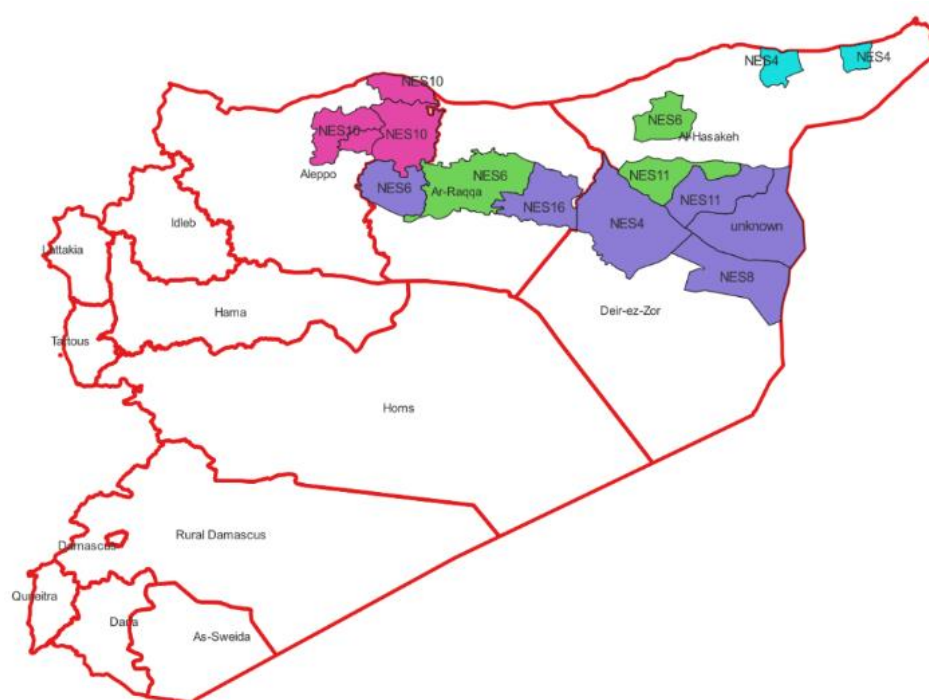 NES4
NES4
NES10
NES6
NES10
NES10
Al-Hasakeh
Aleppo
NES6
NES6
Ar-Raqqa
NES11
NES11
NES16
NES4
unknown
Idleb
Lattakia
NES8
Hama
Deir-ez-Zor
Tartous
Homs
Rural Damascus
Damascus
Quneitra
Dara
As-Sweida